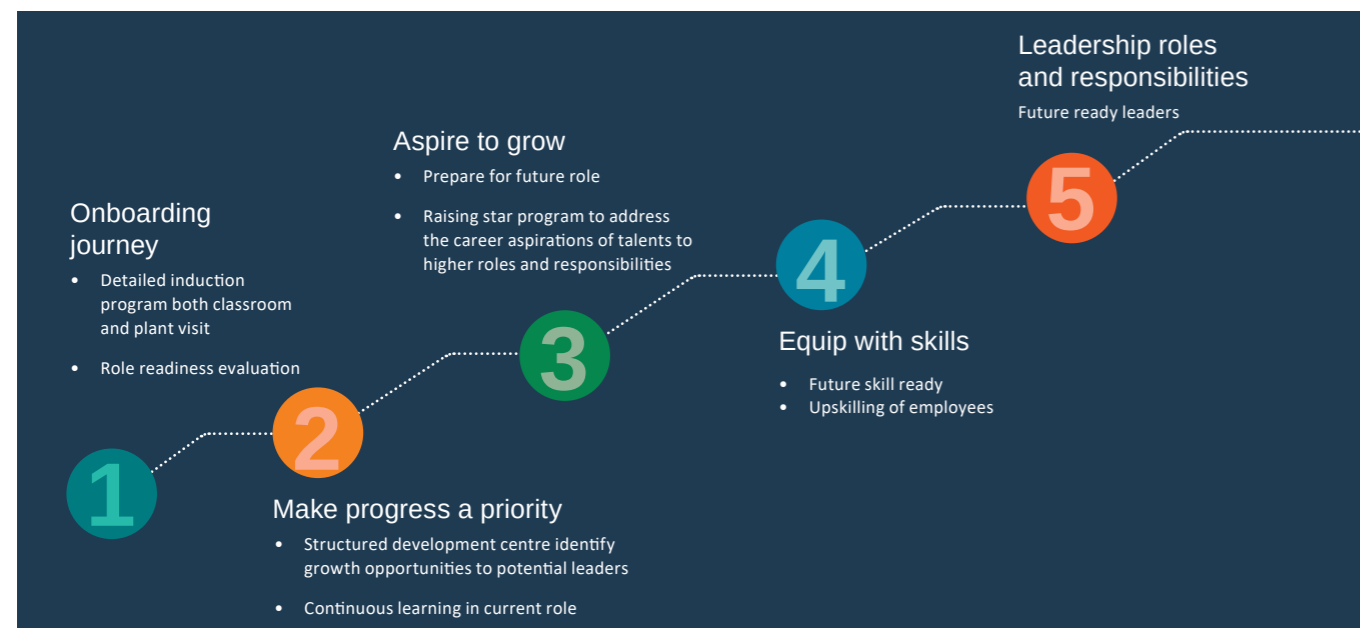 1
Onboarding
journey
• Detailed induction
program both classroom
and plant visit
• Role readiness evaluation
2
Make progress a priority
• Structured development centre identify
growth opportunities to potential leaders
• Continuous learning in current role
3
Aspire to grow
• Prepare for future role
• Raising star program to address
the career aspirations of talents to
higher roles and responsibilities
4
Equip with skills
• Future skill ready
• Upskilling of employees
5
Leadership roles
and responsibilities
Future ready leaders